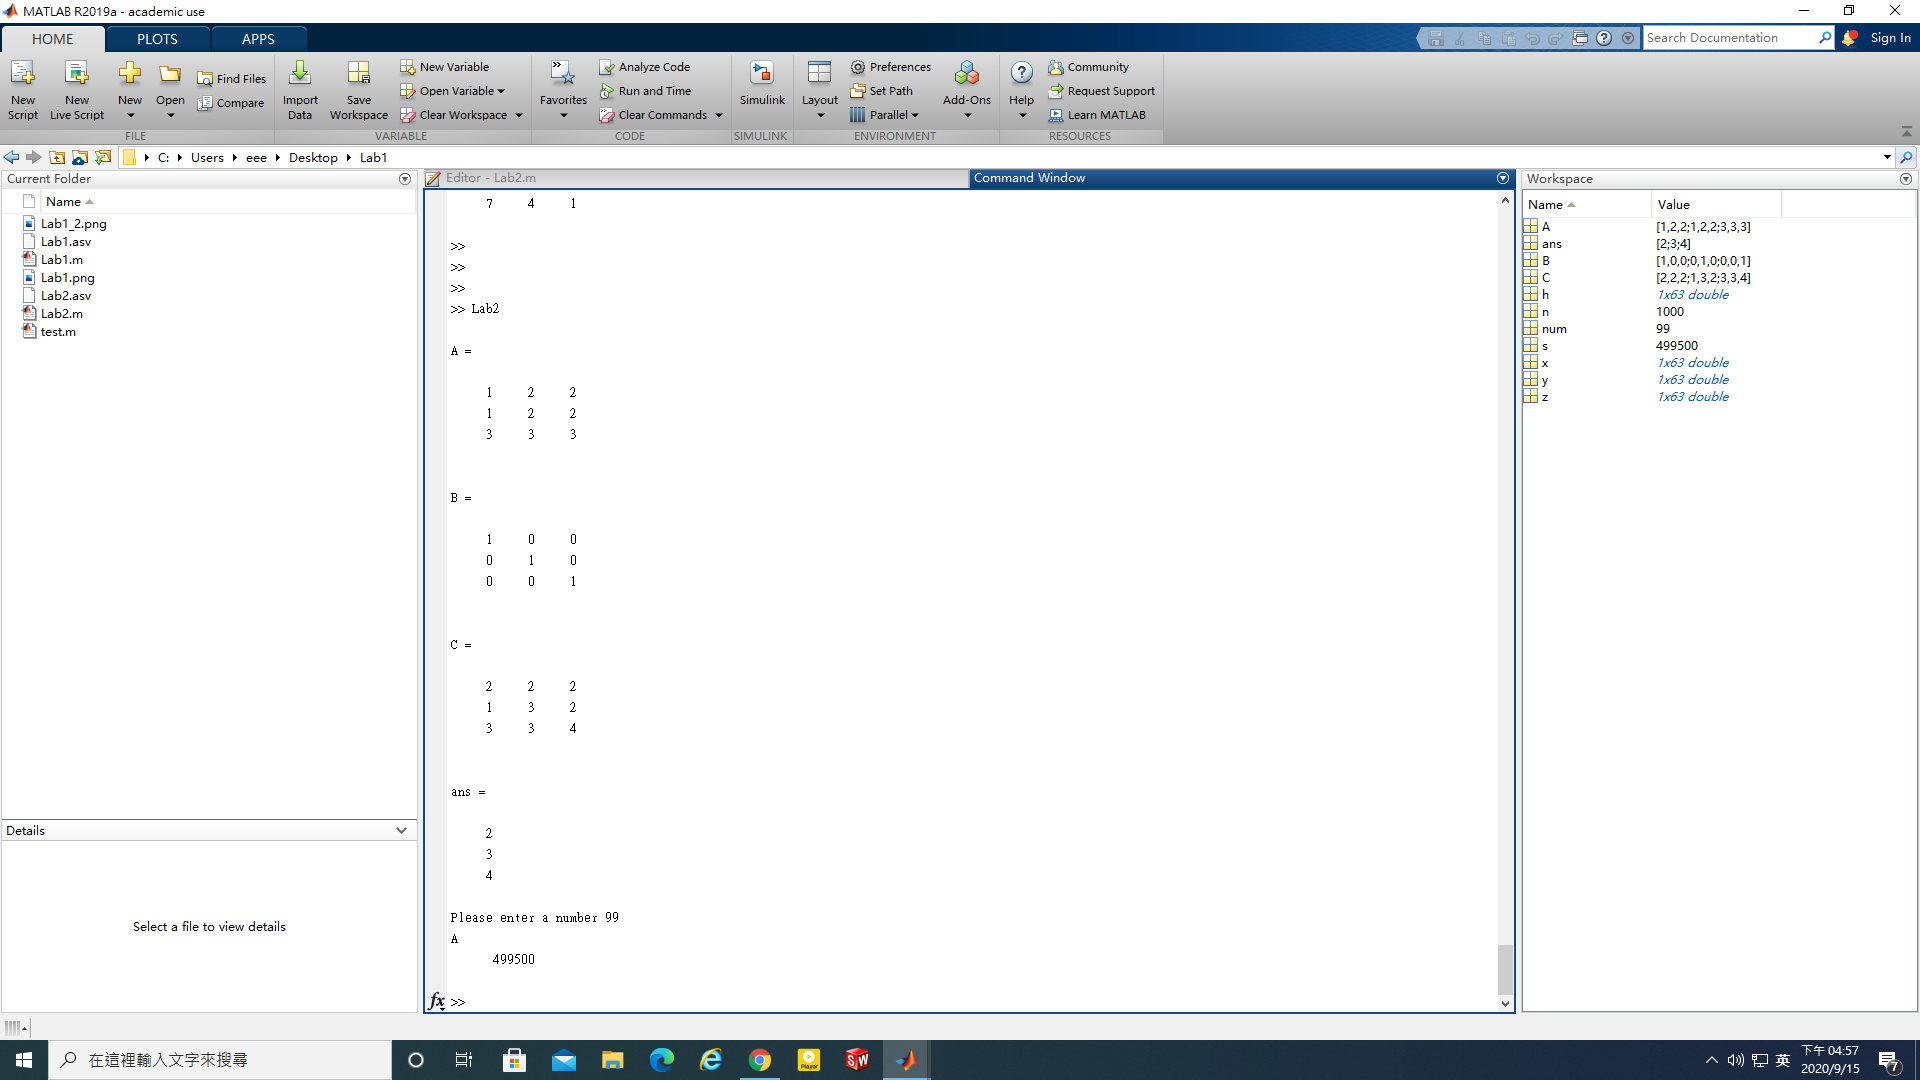 MATLAB R2019a - academic use
HOME PLOTS APPS
Search Documentation Sign In
New Script
New Live Script
New
Open
Find Files
Compare
FILE
Import Data
Save Workspace
New Variable
Open Variable
Clear Workspace
VARIABLE
Favorites
Analyze Code
Run and Time
Clear Commands
CODE
Simulink
SIMULINK
Layout
Preferences
Set Path
Parallel
Add-Ons
ENVIRONMENT
Help
Community
Request Support
Learn MATLAB
RESOURCES
C: Users eee Desktop Lab1
Current Folder
Name
Lab1_2.png
Lab1.asv
Lab1.m
Lab1.png
Lab2.asv
Lab2.m
test.m
Details
Select a file to view details
Editor - Lab2.m
Command Window
7 4 1
>>
>>
>>
>> Lab2
A =
1 2 2
1 2 2
3 3 3
B =
1 0 0
0 1 0
0 0 1
C =
2 2 2
1 3 2
3 3 4
ans =
2
3
4
Please enter a number 99
A
499500
fx >>
Workspace
Name Value
A [1,2,2;1,2,2;3,3,3]
ans [2;3;4]
B [1,0,0;0,1,0;0,0,1]
C [2,2,2;1,3,2;3,3,4]
h 1x63 double
n 1000
num 99
s 499500
x 1x63 double
y 1x63 double
z 1x63 double
在這裡輸入文字來搜尋
Player
SW
英
下午 04:57
2020/9/15
7